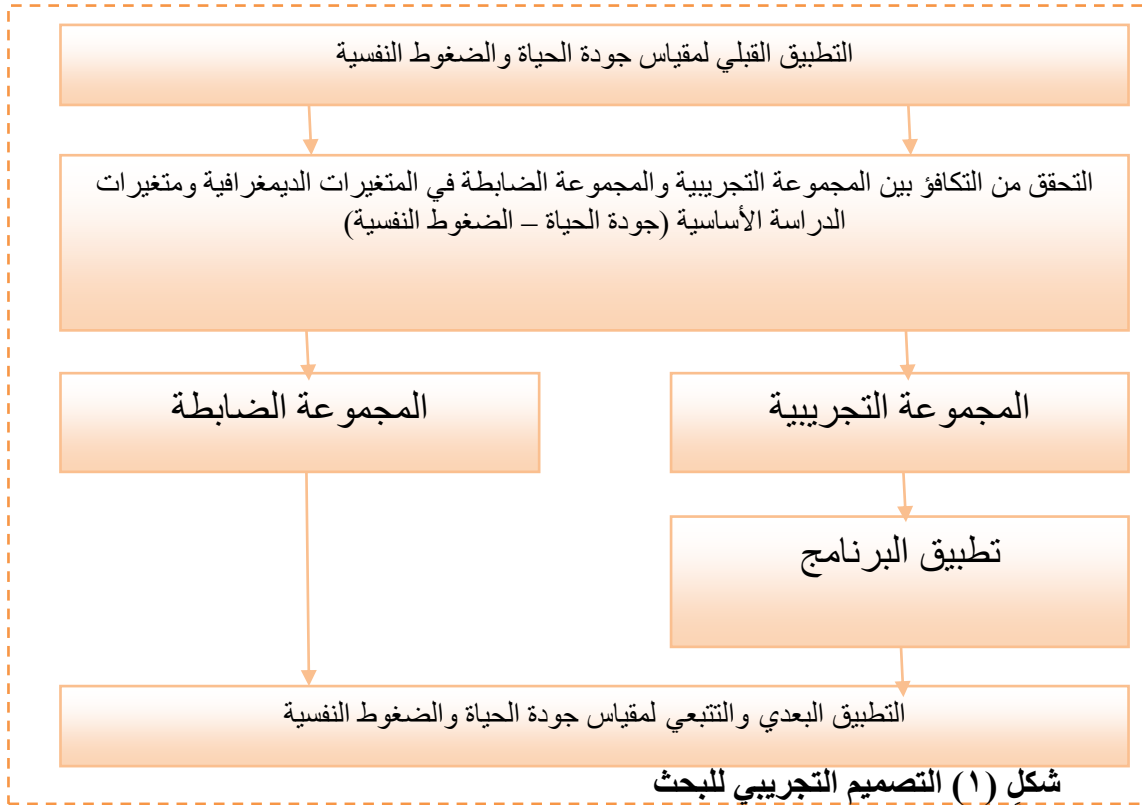 التطبيق القبلي لمقياس جودة الحياة والضغوط النفسية
التحقق من التكافؤ بين المجموعة التجريبية والمجموعة الضابطة في المتغيرات الديمغرافية ومتغيرات
الدراسة الأساسية (جودة الحياة – الضغوط النفسية)
المجموعة التجريبية
المجموعة الضابطة
تطبيق البرنامج
التطبيق البعدي والتتبعي لمقياس جودة الحياة والضغوط النفسية
شكلٍ (١) التصميم التجريبي للبحث